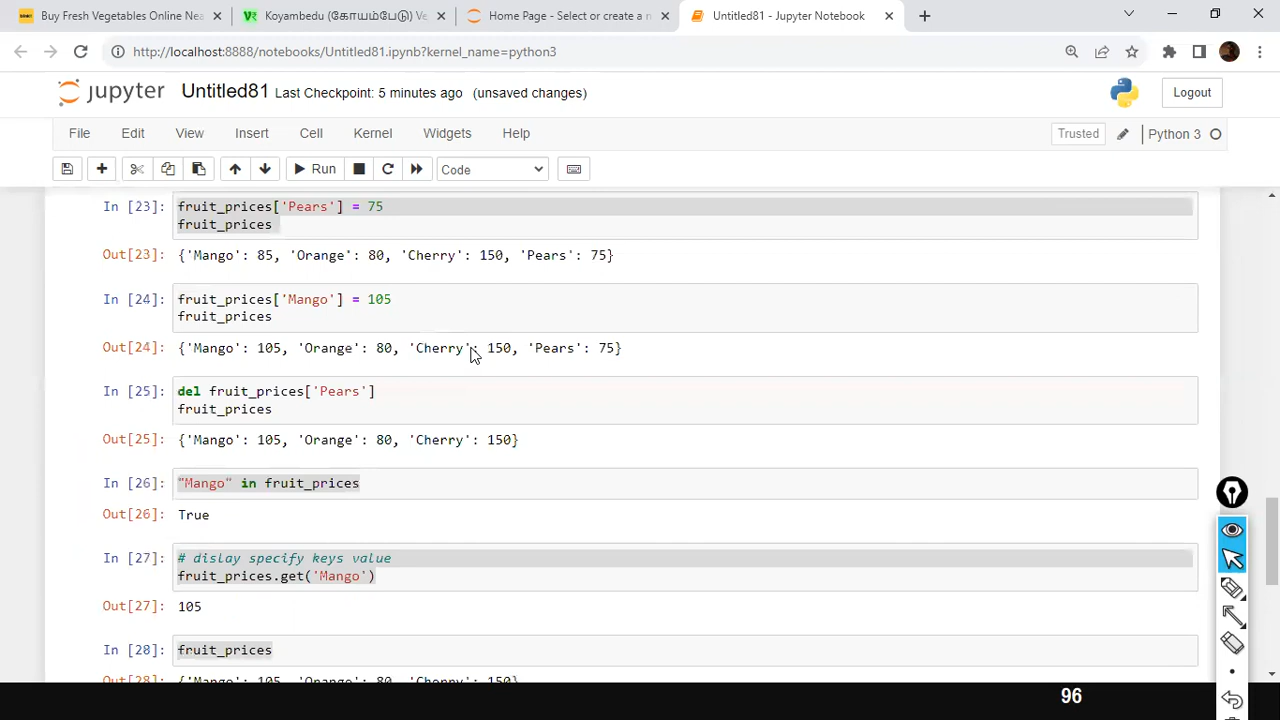 Buy Fresh Vegetables Online Ne
Koyambedu (கோயம்பேடு) Ve
Home Page - Select or create a n
Untitled81 - Jupyter Notebook
http://localhost:8888/notebooks/Untitled81.ipynb?kernel_name=python3
jupyter Untitled81 Last Checkpoint: 5 minutes ago (unsaved changes)
Logout
File Edit View Insert Cell Kernel Widgets Help
Trusted Python 3
Run Code
In [23]: fruit_prices['Pears'] = 75
fruit_prices
Out[23]: {'Mango': 85, 'Orange': 80, 'Cherry': 150, 'Pears': 75}
In [24]: fruit_prices['Mango'] = 105
fruit_prices
Out[24]: {'Mango': 105, 'Orange': 80, 'Cherry': 150, 'Pears': 75}
In [25]: del fruit_prices['Pears']
fruit_prices
Out[25]: {'Mango': 105, 'Orange': 80, 'Cherry': 150}
In [26]: "Mango" in fruit_prices
Out[26]: True
In [27]: # dislay specify keys value
fruit_prices.get('Mango')
Out[27]: 105
In [28]: fruit_prices
Out[28]: {'Mango': 105, 'Orange': 80, 'Cherry': 150}
96